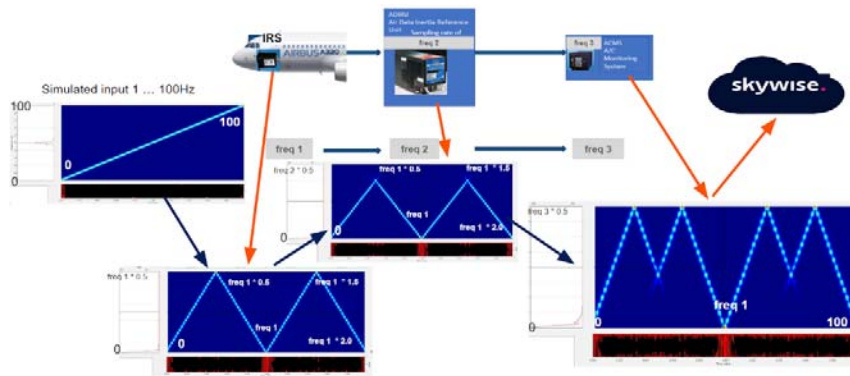 IRS
AIRBUS A320
ADIRU
Air Data Inertia Reference
Unit: Sampling rate of
freq 2
freq 3
ACMS
A/C
Monitoring
System
skywise.
Simulated input 1 ... 100Hz
100
0
100
0
freq 1
freq 2
freq 3
freq 2 * 0.5
0
freq 1 * 0.5
freq 1 * 1.5
freq 1
freq 1 * 2.0
0
freq 1 * 0.5
0
freq 1 * 0.5
freq 1 * 1.5
freq 1
freq 1 * 2.0
0
freq 3 * 0.5
0
freq 1
0
100